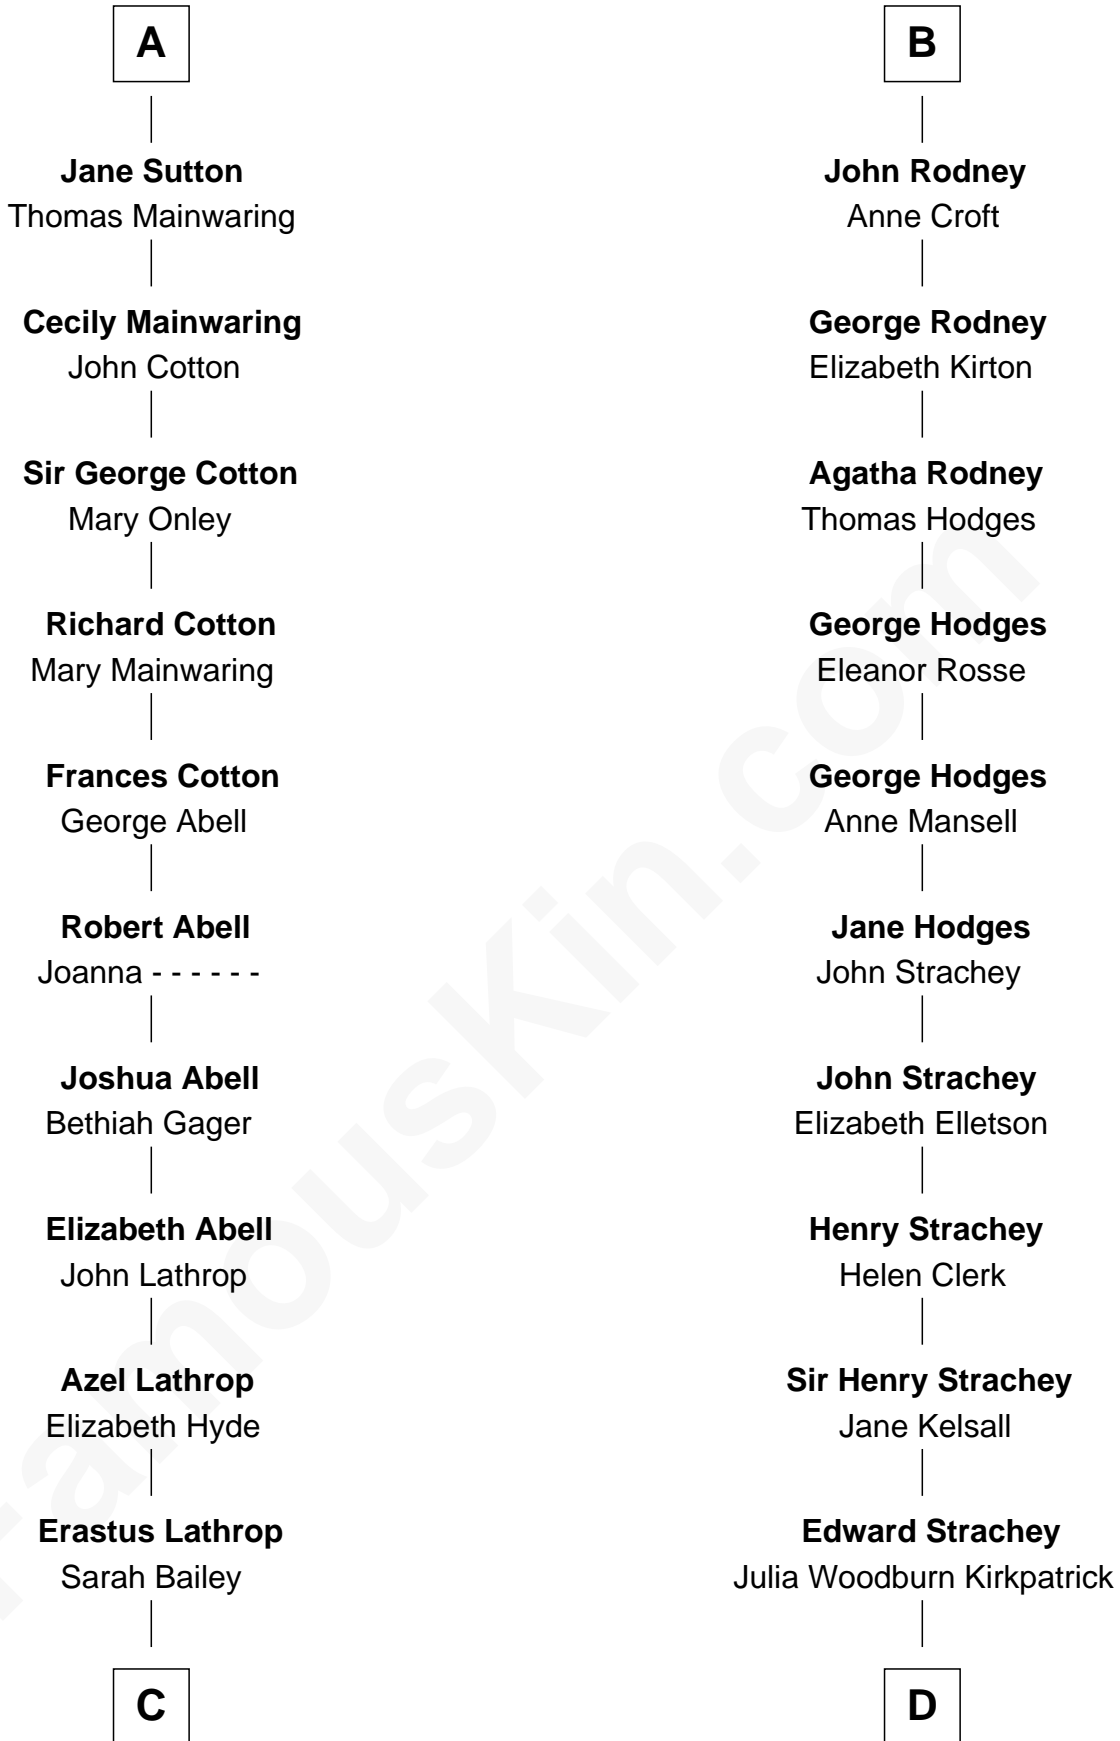 A
Jane Sutton
Thomas Mainwaring
Cecily Mainwaring
John Cotton
Sir George Cotton
Mary Onley
Richard Cotton
Mary Mainwaring
Frances Cotton
George Abell
Robert Abell
Joanna - - - - - -
Joshua Abell
Bethiah Gager
Elizabeth Abell
John Lathrop
Azel Lathrop
Elizabeth Hyde
Erastus Lathrop
Sarah Bailey
C
B
John Rodney
Anne Croft
George Rodney
Elizabeth Kirton
Agatha Rodney
Thomas Hodges
George Hodges
Eleanor Rosse
George Hodges
Anne Mansell
Jane Hodges
John Strachey
John Strachey
Elizabeth Elletson
Henry Strachey
Helen Clerk
Sir Henry Strachey
Jane Kelsall
Edward Strachey
Julia Woodburn Kirkpatrick
D
FamousKin.com